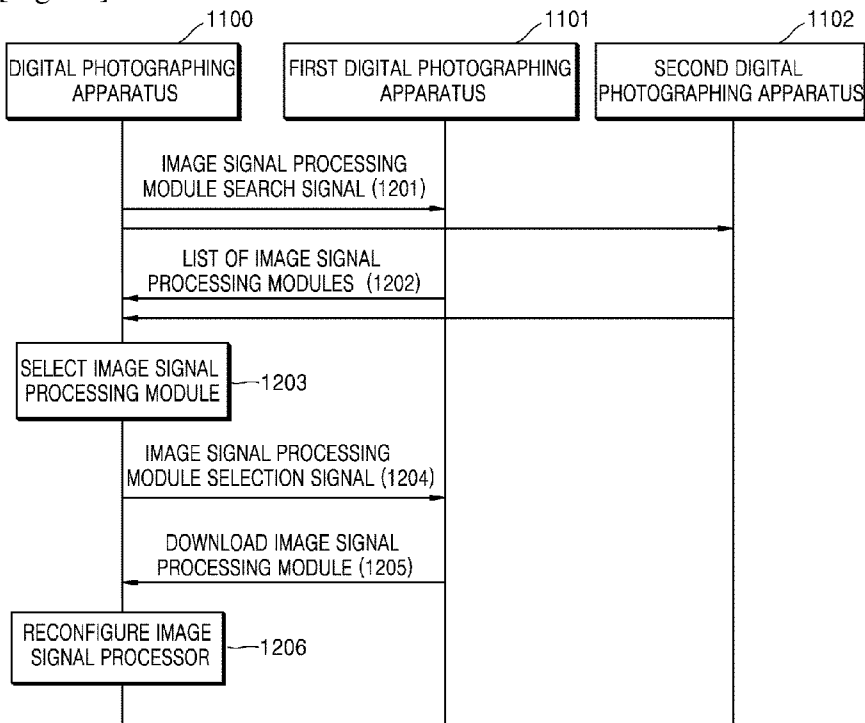 1100
1101
1102
DIGITAL PHOTOGRAPHING
APPARATUS
FIRST DIGITAL PHOTOGRAPHING
APPARATUS
SECOND DIGITAL
PHOTOGRAPHING APPARATUS
IMAGE SIGNAL PROCESSING
MODULE SEARCH SIGNAL (1201)
LIST OF IMAGE SIGNAL
PROCESSING MODULES (1202)
SELECT IMAGE SIGNAL
PROCESSING MODULE
1203
IMAGE SIGNAL PROCESSING
MODULE SELECTION SIGNAL (1204)
DOWNLOAD IMAGE SIGNAL
PROCESSING MODULE (1205)
RECONFIGURE IMAGE
SIGNAL PROCESSOR
1206